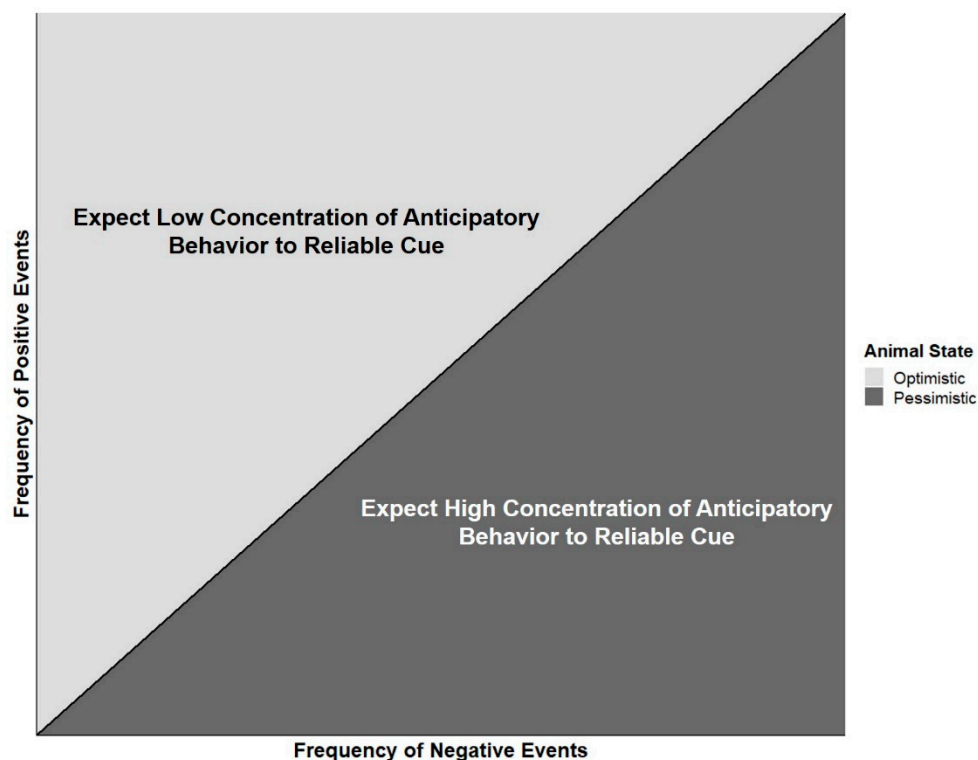 Expect Low Concentration of Anticipatory
Behavior to Reliable Cue
Frequency of Positive Events
Animal State
Optimistic
Pessimistic
Expect High Concentration of Anticipatory
Behavior to Reliable Cue
Frequency of Negative Events